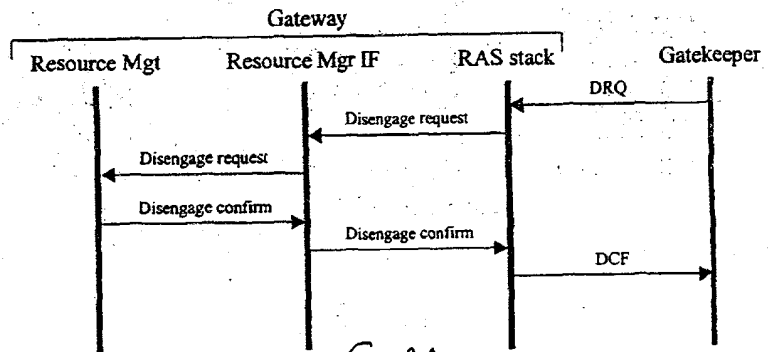 Gateway
Resource Mgt Resource Mgr IF RAS stack Gatekeeper
DRQ
Disengage request
Disengage request
Disengage confirm
Disengage confirm
DCF